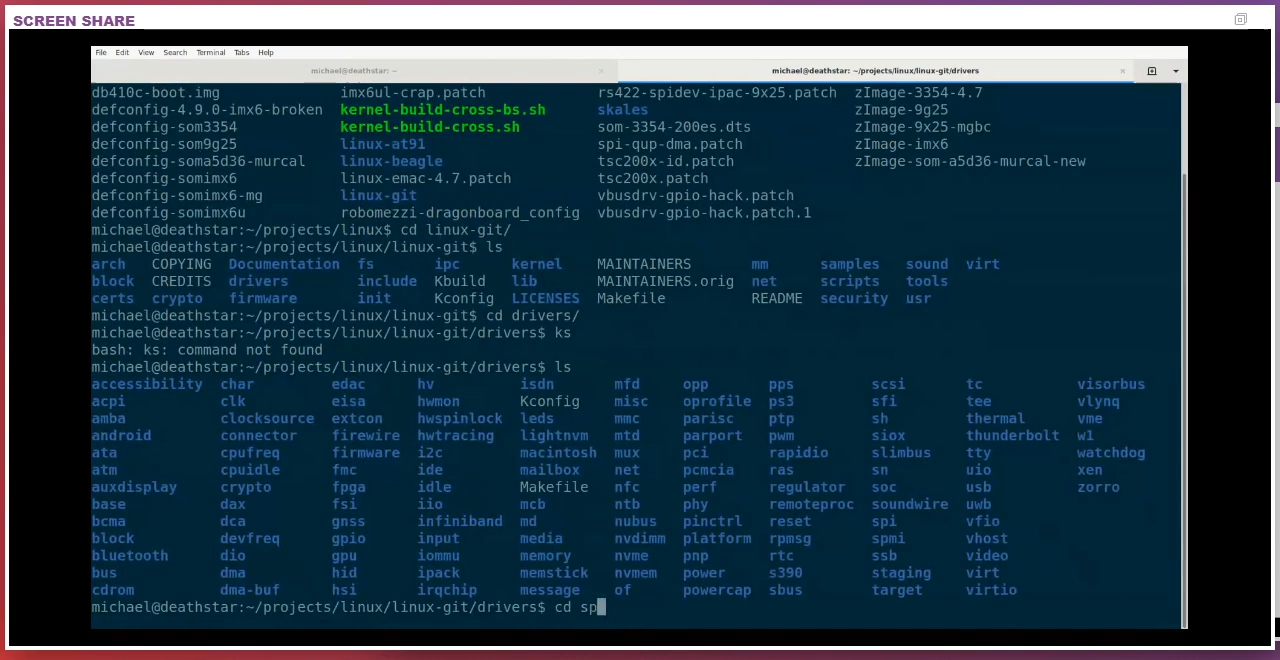 SCREEN SHARE
File Edit View Search Terminal Tabs Help
michael@deathstar: ~ michael@deathstar: ~/projects/linux/linux-git/drivers
db410c-boot.img imx6ul-crap.patch rs422-spidev-ipac-9x25.patch zImage-3354-4.7
defconfig-4.9.0-imx6-broken kernel-build-cross-bs.sh skales zImage-9g25
defconfig-som3354 kernel-build-cross.sh som-3354-200es.dts zImage-9x25-mgbc
defconfig-som9g25 linux-at91 spi-qup-dma.patch zImage-imx6
defconfig-soma5d36-murcal linux-beagle tsc200x-id.patch zImage-som-a5d36-murcal-new
defconfig-somimx6 linux-emac-4.7.patch tsc200x.patch
defconfig-somimx6-mg linux-git vbusdrv-gpio-hack.patch
defconfig-somimx6u robomezzi-dragonboard_config vbusdrv-gpio-hack.patch.1
michael@deathstar:~/projects/linux$ cd linux-git/
michael@deathstar:~/projects/linux/linux-git$ ls
arch COPYING Documentation fs ipc kernel MAINTAINERS mm samples sound virt
block CREDITS drivers include Kbuild lib MAINTAINERS.orig net scripts tools
certs crypto firmware init Kconfig LICENSES Makefile README security usr
michael@deathstar:~/projects/linux/linux-git$ cd drivers/
michael@deathstar:~/projects/linux/linux-git/drivers$ ks
bash: ks: command not found
michael@deathstar:~/projects/linux/linux-git/drivers$ ls
accessibility char edac hv isdn mfd opp pps scsi tc visorbus
acpi clk eisa hwmon Kconfig misc oprofile ps3 sfi tee vlynq
amba clocksource extcon hwspinlock leds mmc parisc ptp sh thermal vme
android connector firewire hwtracing lightnvm mtd parport pwm siox thunderbolt w1
ata cpufreq firmware i2c macintosh mux pci rapidio slimbus tty watchdog
atm cpuidle fmc ide mailbox net pcmcia ras sn uio xen
auxdisplay crypto fpga idle Makefile nfc perf regulator soc usb zorro
base dax fsi iio mcb ntb phy remoteproc soundwire uwb
bcma dca gnss infiniband md nubus pinctrl reset spi vfio
block devfreq gpio input media nvdimm platform rpmsg spmi vhost
bluetooth dio gpu iommu memory nvme pnp rtc ssb video
bus dma hid ipack memstick nvmem power s390 staging virt
cdrom dma-buf hsi irqchip message of powercap sbus target virtio
michael@deathstar:~/projects/linux/linux-git/drivers$ cd sp